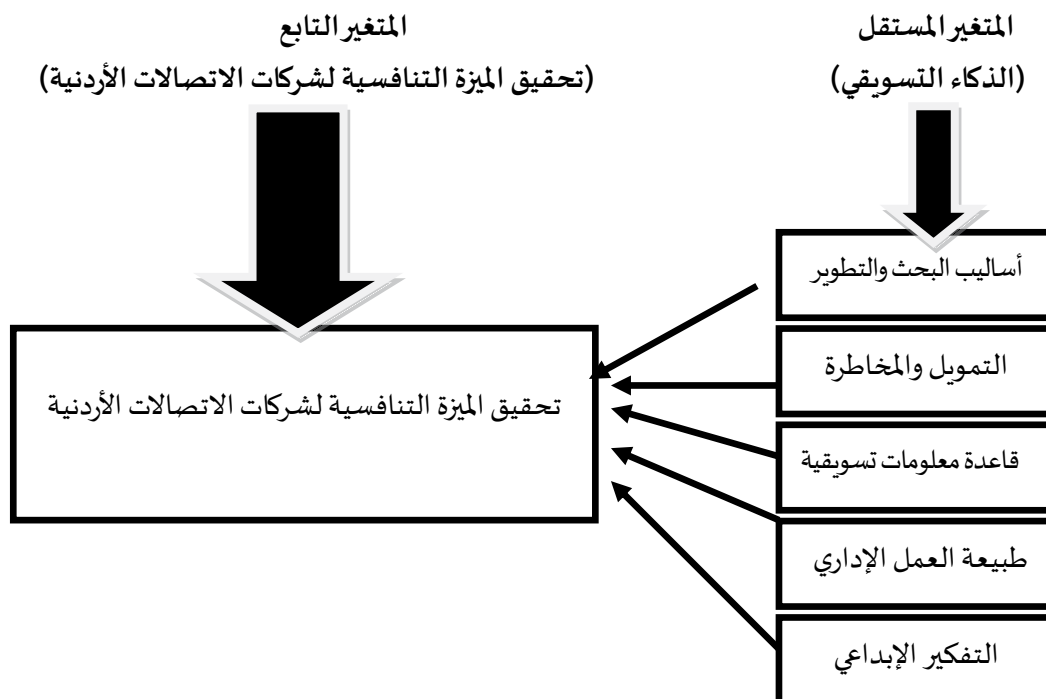 المتغير المستقل
(الذكاء التسويقي)
المتغير التابع
(تحقيق الميزة التنافسية لشركات الاتصالات الأردنية)
أساليب البحث والتطوير
التمويل والمخاطرة
قاعدة معلومات تسويقية
طبيعة العمل الإداري
التفكير الإبداعي
تحقيق الميزة التنافسية لشركات الاتصالات الأردنية